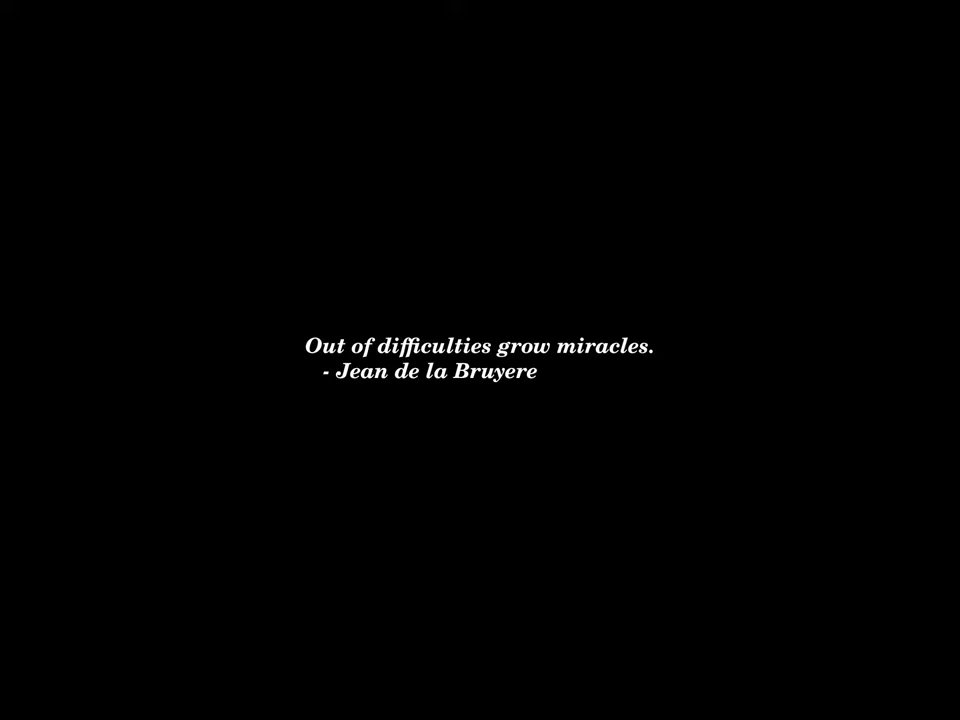 Out of difficulties grow miracles.
- Jean de la Bruyere